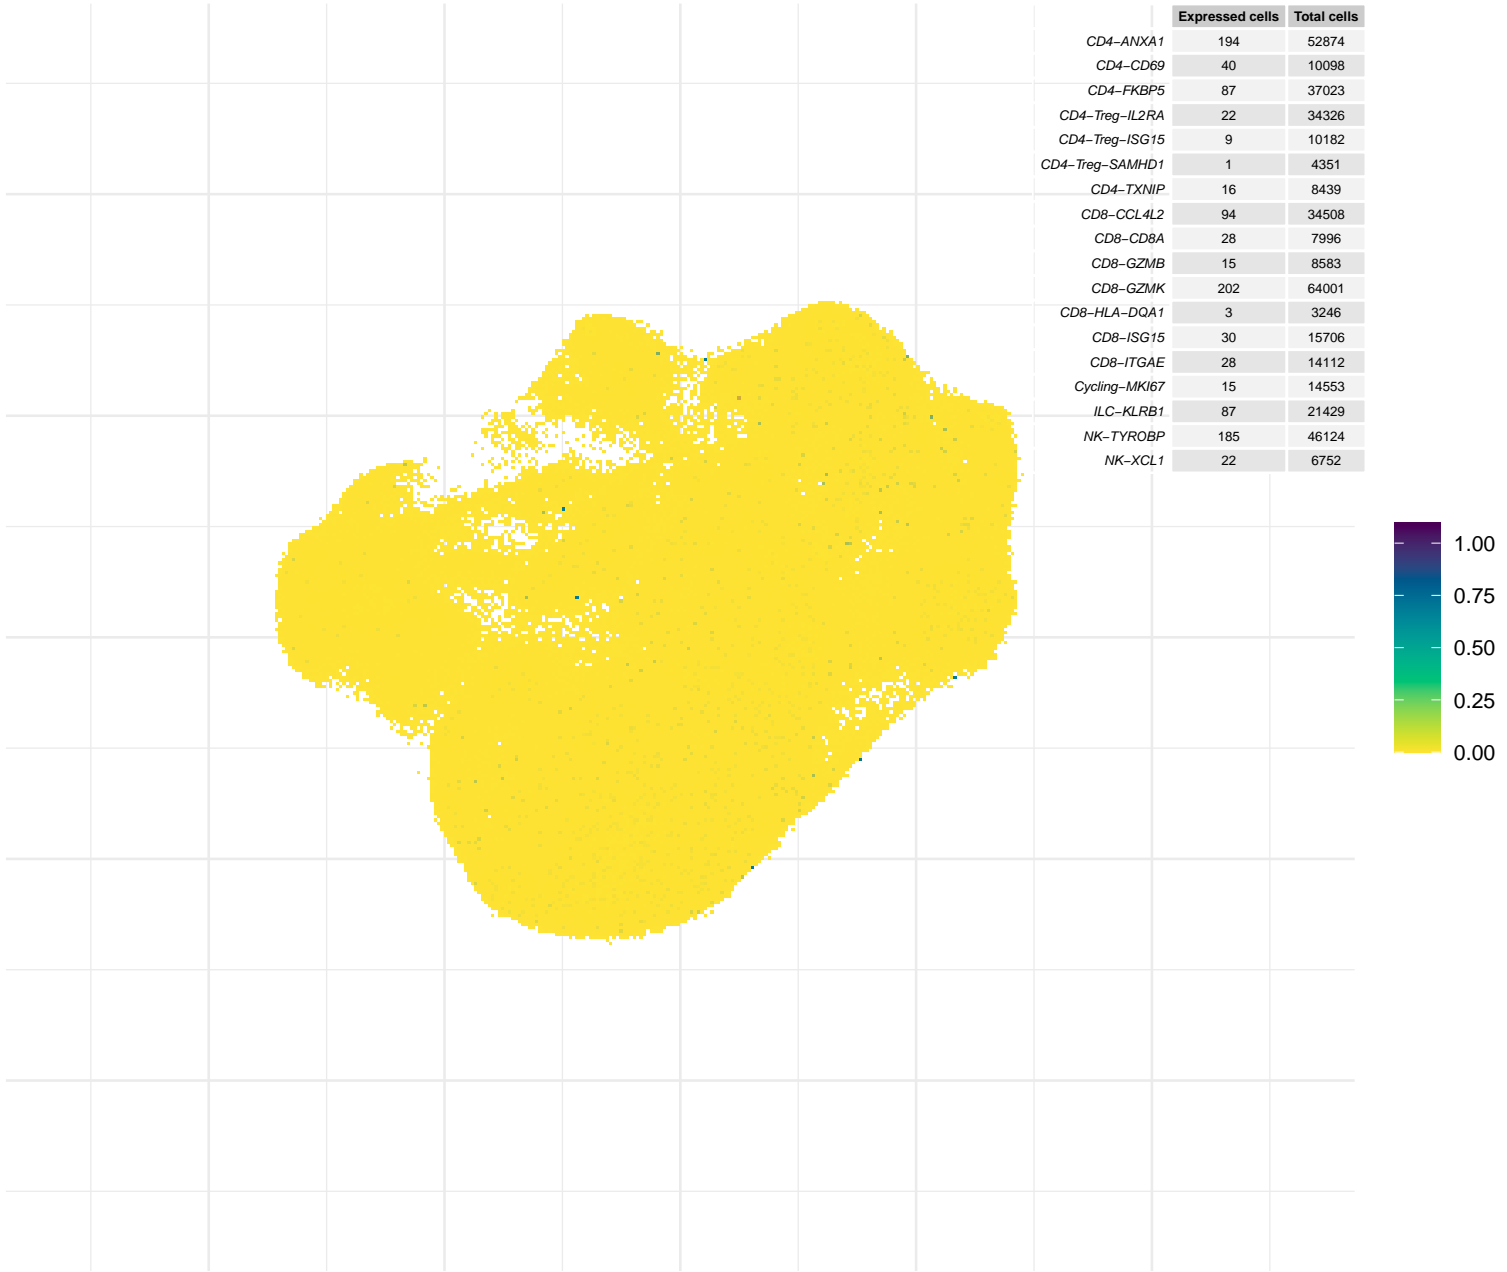 Expressed cells Total cells
CD4−ANXA1 194 52874
CD4−CD69 40 10098
CD4−FKBP5 87 37023
CD4−Treg−IL2RA 22 34326
CD4−Treg−ISG15 9 10182
CD4−Treg−SAMHD1 1 4351
CD4−TXNIP 16 8439
CD8−CCL4L2 94 34508
CD8−CD8A 28 7996
CD8−GZMB 15 8583
CD8−GZMK 202 64001
CD8−HLA−DQA1 3 3246
CD8−ISG15 30 15706
CD8−ITGAE 28 14112
Cycling−MKI67 15 14553
ILC−KLRB1 87 21429
NK−TYROBP 185 46124
NK−XCL1 22 6752
1.00
0.75
0.50
0.25
0.00